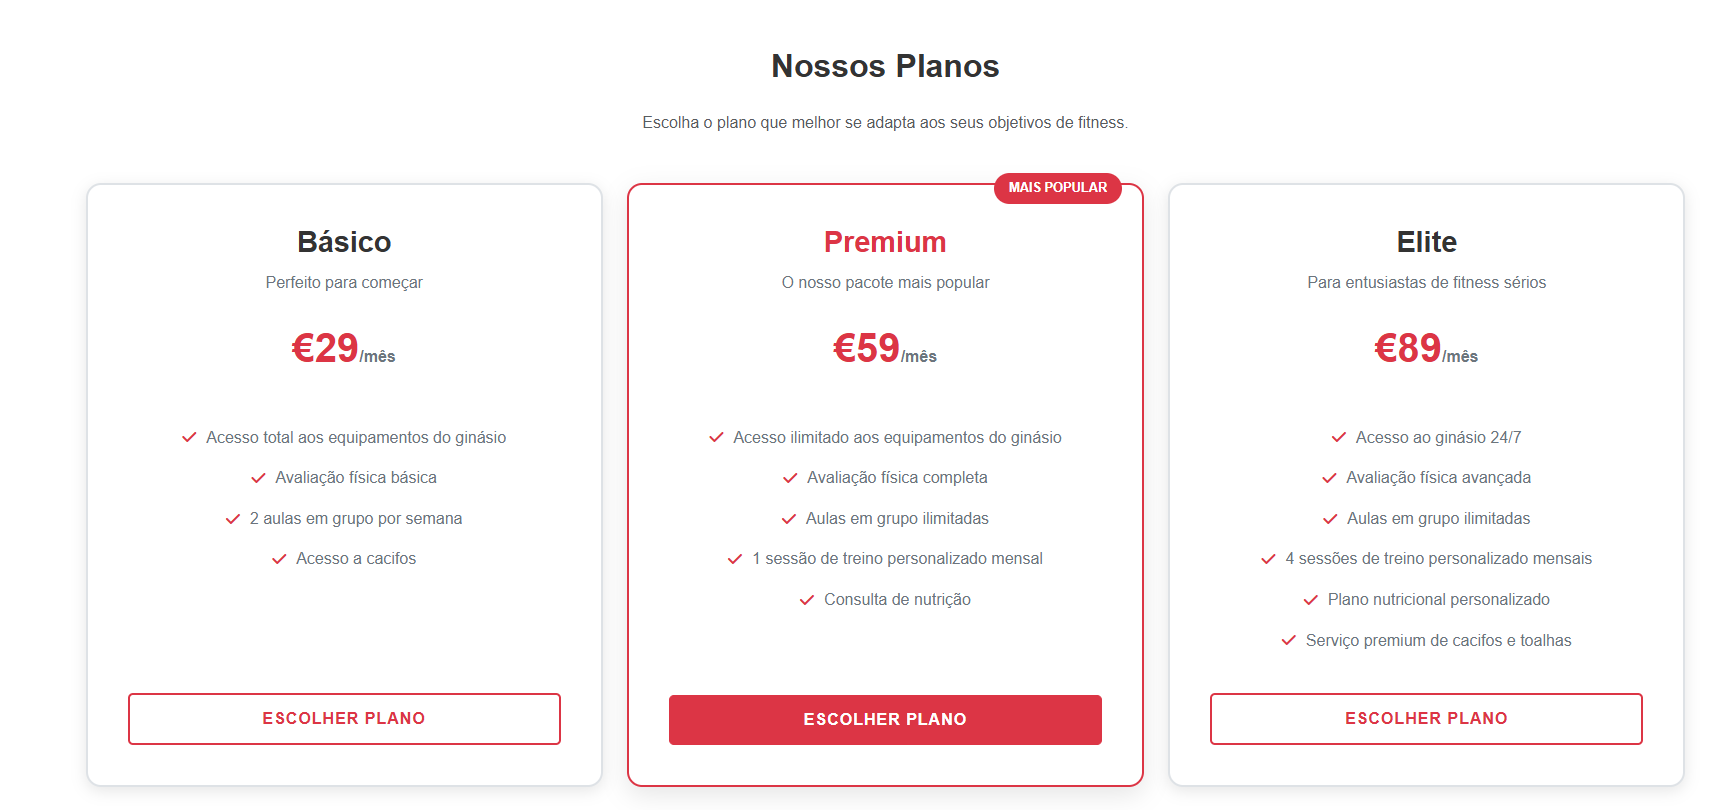 Nossos Planos
Escolha o plano que melhor se adapta aos seus objetivos de fitness.
Básico
Perfeito para começar
€29/mês
Acesso total aos equipamentos do ginásio
Avaliação física básica
2 aulas em grupo por semana
Acesso a cacifos
ESCOLHER PLANO
MAIS POPULAR
Premium
O nosso pacote mais popular
€59/mês
Acesso ilimitado aos equipamentos do ginásio
Avaliação física completa
Aulas em grupo ilimitadas
1 sessão de treino personalizado mensal
Consulta de nutrição
ESCOLHER PLANO
Elite
Para entusiastas de fitness sérios
€89/mês
Acesso ao ginásio 24/7
Avaliação física avançada
Aulas em grupo ilimitadas
4 sessões de treino personalizado mensais
Plano nutricional personalizado
Serviço premium de cacifos e toalhas
ESCOLHER PLANO